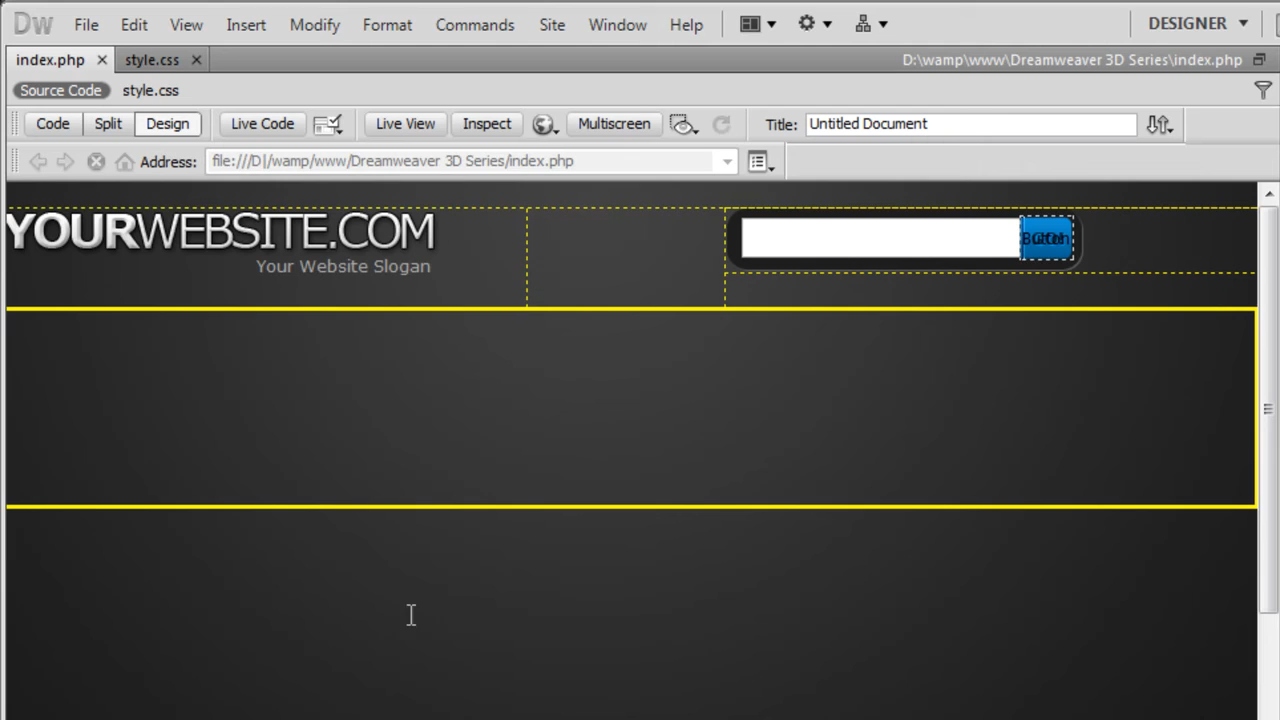 Dw File Edit View Insert Modify Format Commands Site Window Help DESIGNER
index.php style.css D:\wamp\www\Dreamweaver 3D Series\index.php
Source Code style.css
Code Split Design Live Code Live View Inspect Multiscreen Title: Untitled Document
Address: file:///D|/wamp/www/Dreamweaver 3D Series/index.php
YOURWEBSITE.COM
Your Website Slogan
Button